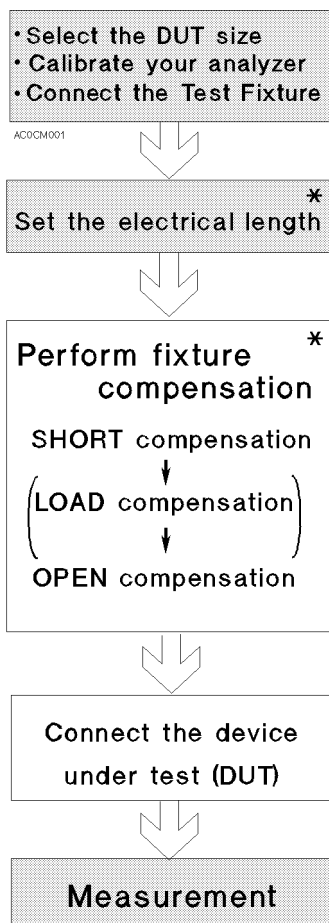 • Select the DUT size
• Calibrate your analyzer
• Connect the Test Fixture
AC0CM001
*
Set the electrical length
*
Perform fixture
compensation
SHORT compensation
(LOAD compensation)
OPEN compensation
Connect the device
under test (DUT)
Measurement